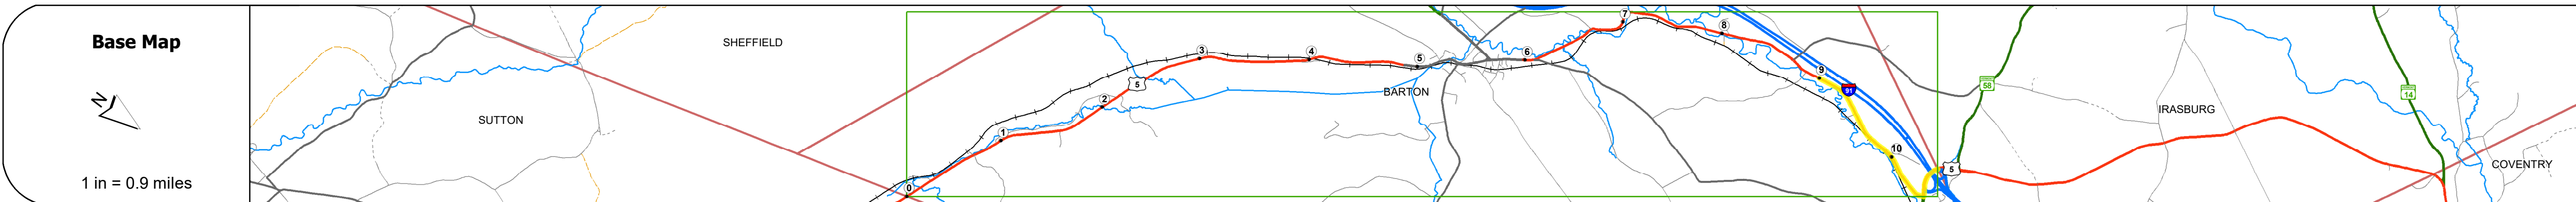 Base Map
N
1 in = 0.9 miles
SUTTON
SHEFFIELD
0
1
2
5
3
4
5
BARTON
6
7
8
9
91
10
5
58
IRASBURG
14
COVENTRY